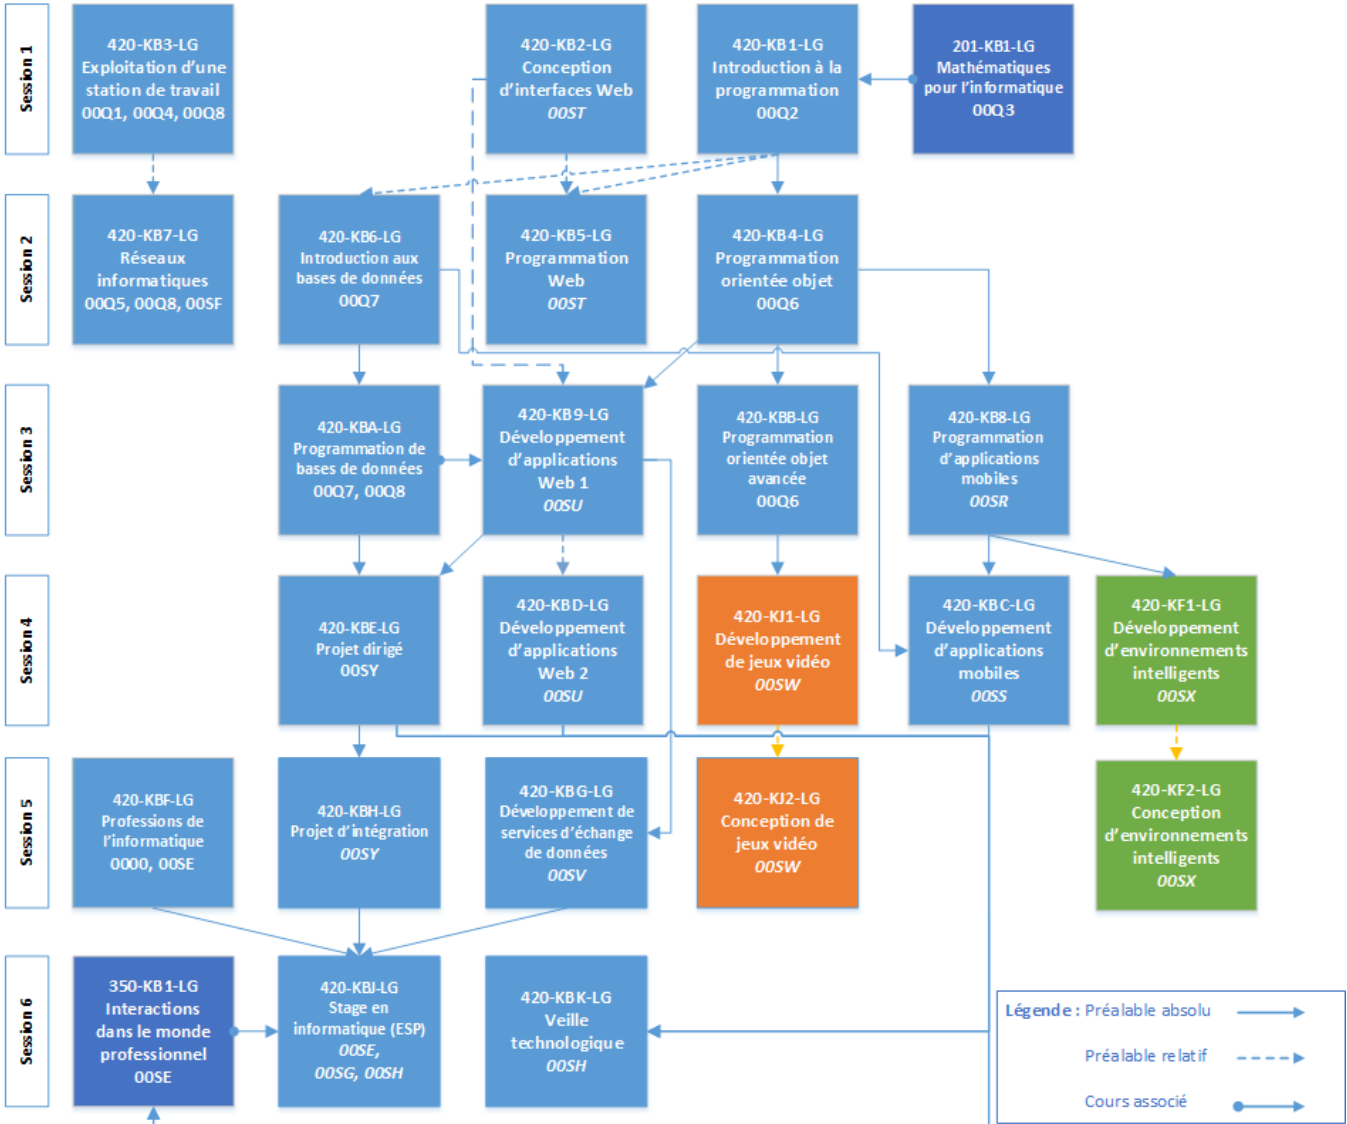 Session 1
420-KB3-LG
Exploitation d'une
station de travail
00Q1, 00Q4, 00Q8
420-KB2-LG
Conception
d'interfaces Web
00ST
420-KB1-LG
Introduction à la
programmation
00Q2
201-KB1-LG
Mathématiques
pour l'informatique
00Q3
Session 2
420-KB7-LG
Réseaux
informatiques
00Q5, 00Q8, 00SF
420-KB6-LG
Introduction aux
bases de données
00Q7
420-KB5-LG
Programmation
Web
00ST
420-KB4-LG
Programmation
orientée objet
00Q6
Session 3
420-KBA-LG
Programmation de
bases de données
00Q7, 00Q8
420-KB9-LG
Développement
d'applications
Web 1
00SU
420-KBB-LG
Programmation
orientée objet
avancée
00Q6
420-KB8-LG
Programmation
d'applications
mobiles
00SR
Session 4
420-KBE-LG
Projet dirigé
00SY
420-KBD-LG
Développement
d'applications
Web 2
00SU
420-KJ1-LG
Développement
de jeux vidéo
00SW
420-KBC-LG
Développement
d'applications
mobiles
00SS
420-KF1-LG
Développement
d'environnements
intelligents
00SX
Session 5
420-KBF-LG
Professions de
l'informatique
0000, 00SE
420-KBH-LG
Projet d'intégration
00SY
420-KBG-LG
Développement de
services d'échange
de données
00SV
420-KJ2-LG
Conception de
jeux vidéo
00SW
420-KF2-LG
Conception
d'environnements
intelligents
00SX
Session 6
350-KB1-LG
Interactions
dans le monde
professionnel
00SE
420-KBJ-LG
Stage en
informatique (ESP)
00SE,
00SG, 00SH
420-KBK-LG
Veille
technologique
00SH
Légende : Préalable absolu
Préalable relatif
Cours associé